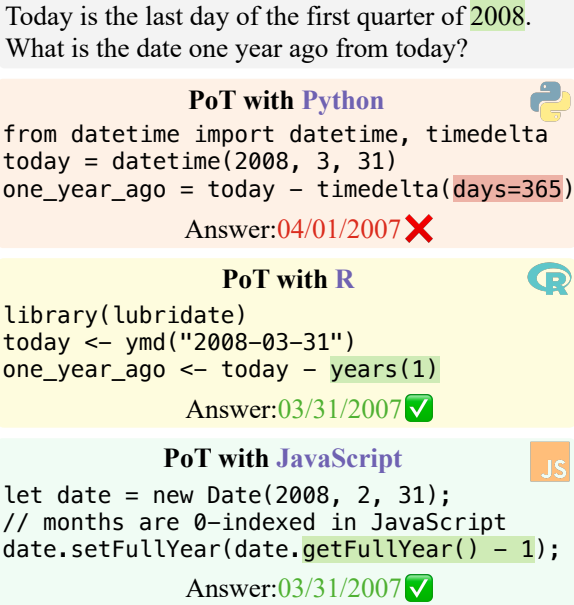 Today is the last day of the first quarter of 2008.
What is the date one year ago from today?
PoT with Python
from datetime import datetime, timedelta
today = datetime(2008, 3, 31)
one_year_ago = today - timedelta(days=365)
Answer:04/01/2007❌
PoT with R
R
library(lubridate)
today <- ymd("2008-03-31")
one_year_ago <- today - years(1)
Answer:03/31/2007✅
PoT with JavaScript
JS
let date = new Date(2008, 2, 31);
// months are 0-indexed in JavaScript
date.setFullYear(date.getFullYear() - 1);
Answer:03/31/2007✅